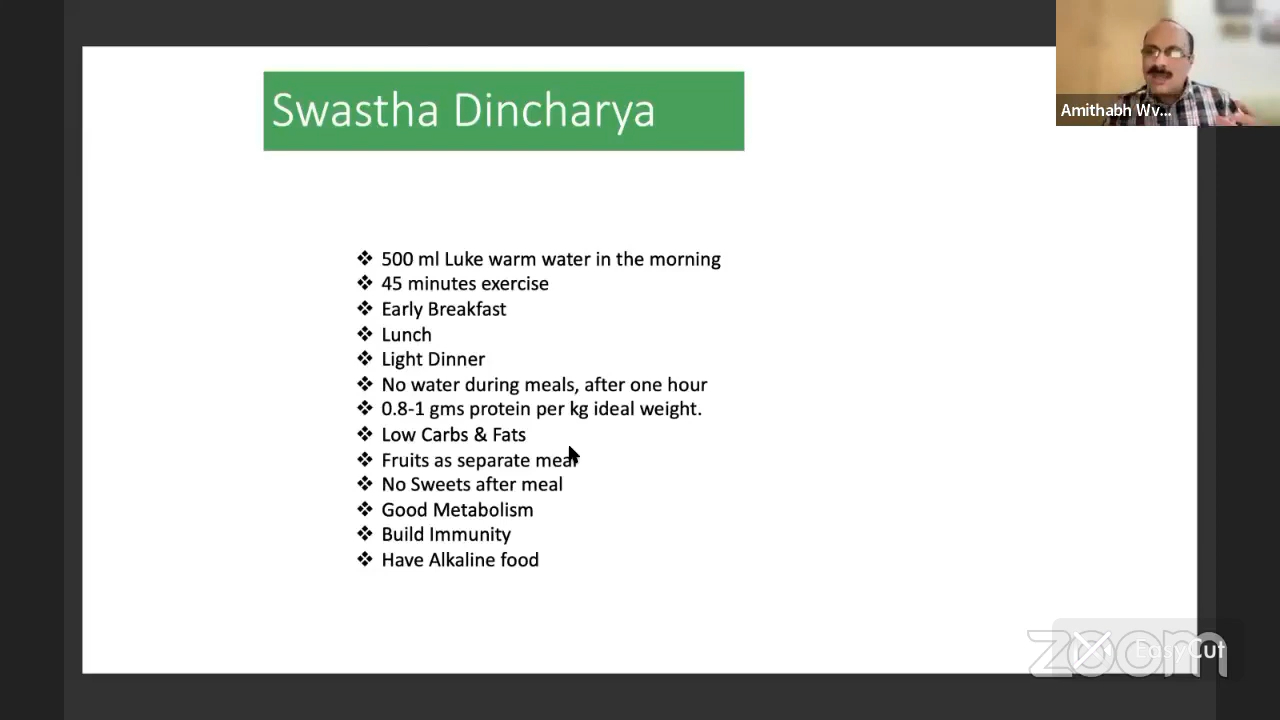 Swastha Dincharya
Amithabh Wv...
❖ 500 ml Luke warm water in the morning
❖ 45 minutes exercise
❖ Early Breakfast
❖ Lunch
❖ Light Dinner
❖ No water during meals, after one hour
❖ 0.8-1 gms protein per kg ideal weight.
❖ Low Carbs & Fats
❖ Fruits as separate meal
❖ No Sweets after meal
❖ Good Metabolism
❖ Build Immunity
❖ Have Alkaline food
zoom
EasyCut